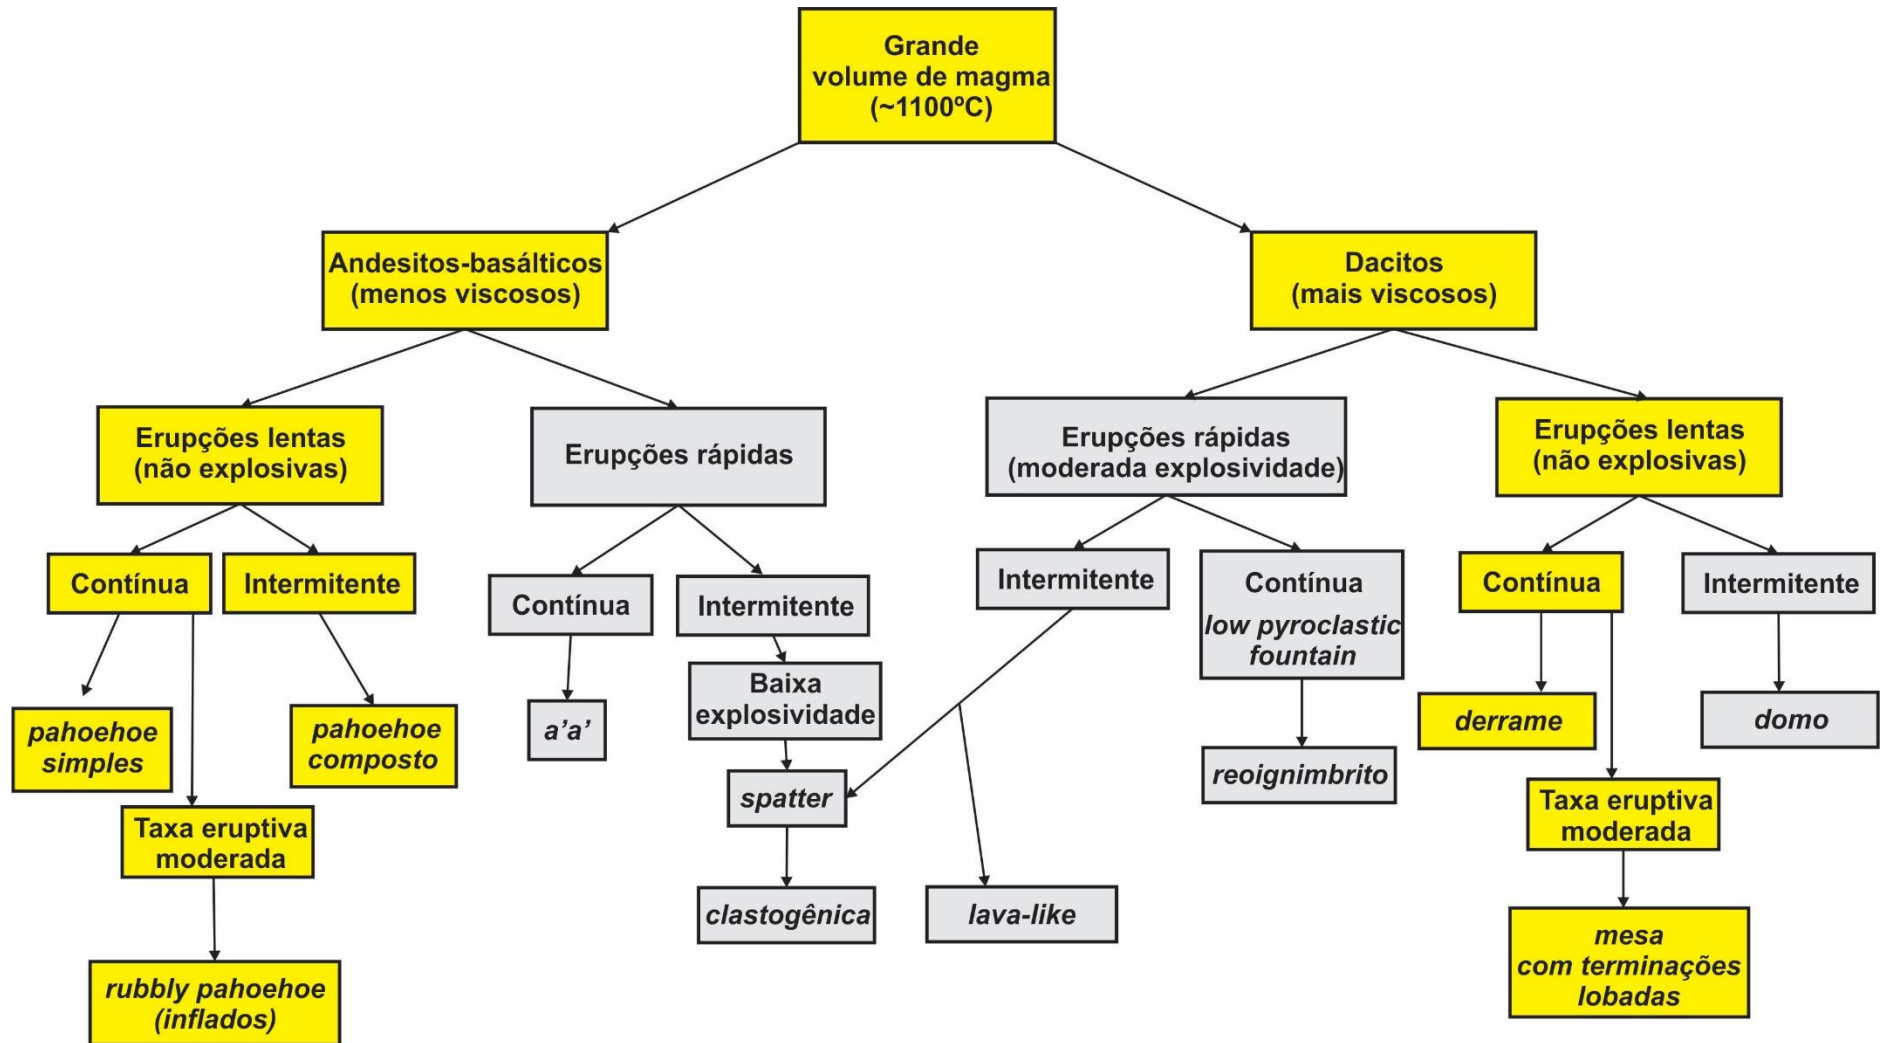 Grande
volume de magma
(~1100ºC)
Andesitos-basálticos
(menos viscosos)
Dacitos
(mais viscosos)
Erupções lentas
(não explosivas)
Erupções rápidas
Erupções rápidas
(moderada explosividade)
Erupções lentas
(não explosivas)
Contínua
Intermitente
Contínua
Intermitente
Intermitente
Contínua
low pyroclastic
fountain
Contínua
Intermitente
pahoehoe
simples
pahoehoe
composto
a’a’
Baixa
explosividade
reoignimbrito
derrame
domo
Taxa eruptiva
moderada
spatter
Taxa eruptiva
moderada
rubbly pahoehoe
(inflados)
clastogênica
lava-like
mesa
com terminações
lobadas